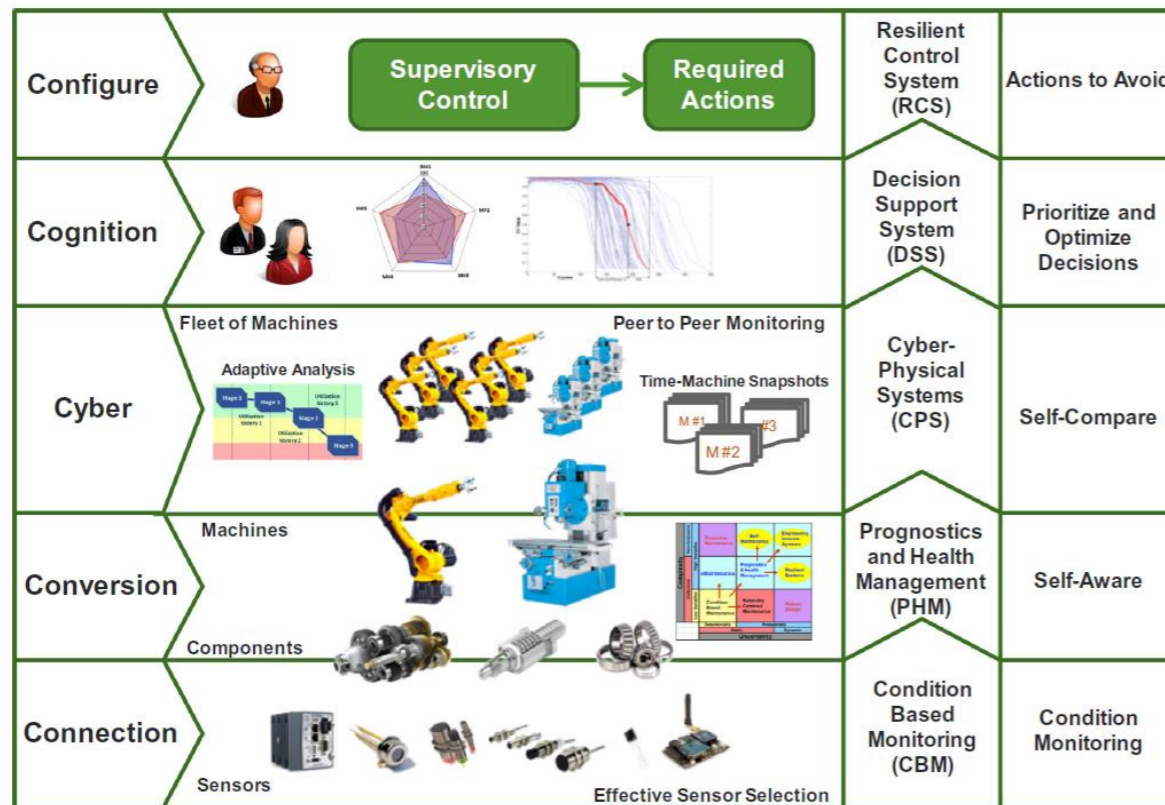 Configure
Supervisory
Control
Required
Actions
Resilient
Control
System
(RCS)
Actions to Avoid
Cognition
Decision
Support
System
(DSS)
Prioritize and
Optimize
Decisions
Cyber
Fleet of Machines
Peer to Peer Monitoring
Adaptive Analysis
Stage 1
Time-Machine Snapshots
M #1
#3
M #2
Cyber-
Physical
Systems
(CPS)
Self-Compare
Conversion
Machines
Components
Prognostics
and Health
Management
(PHM)
Self-Aware
Connection
Sensors
Effective Sensor Selection
Condition
Based
Monitoring
(CBM)
Condition
Monitoring